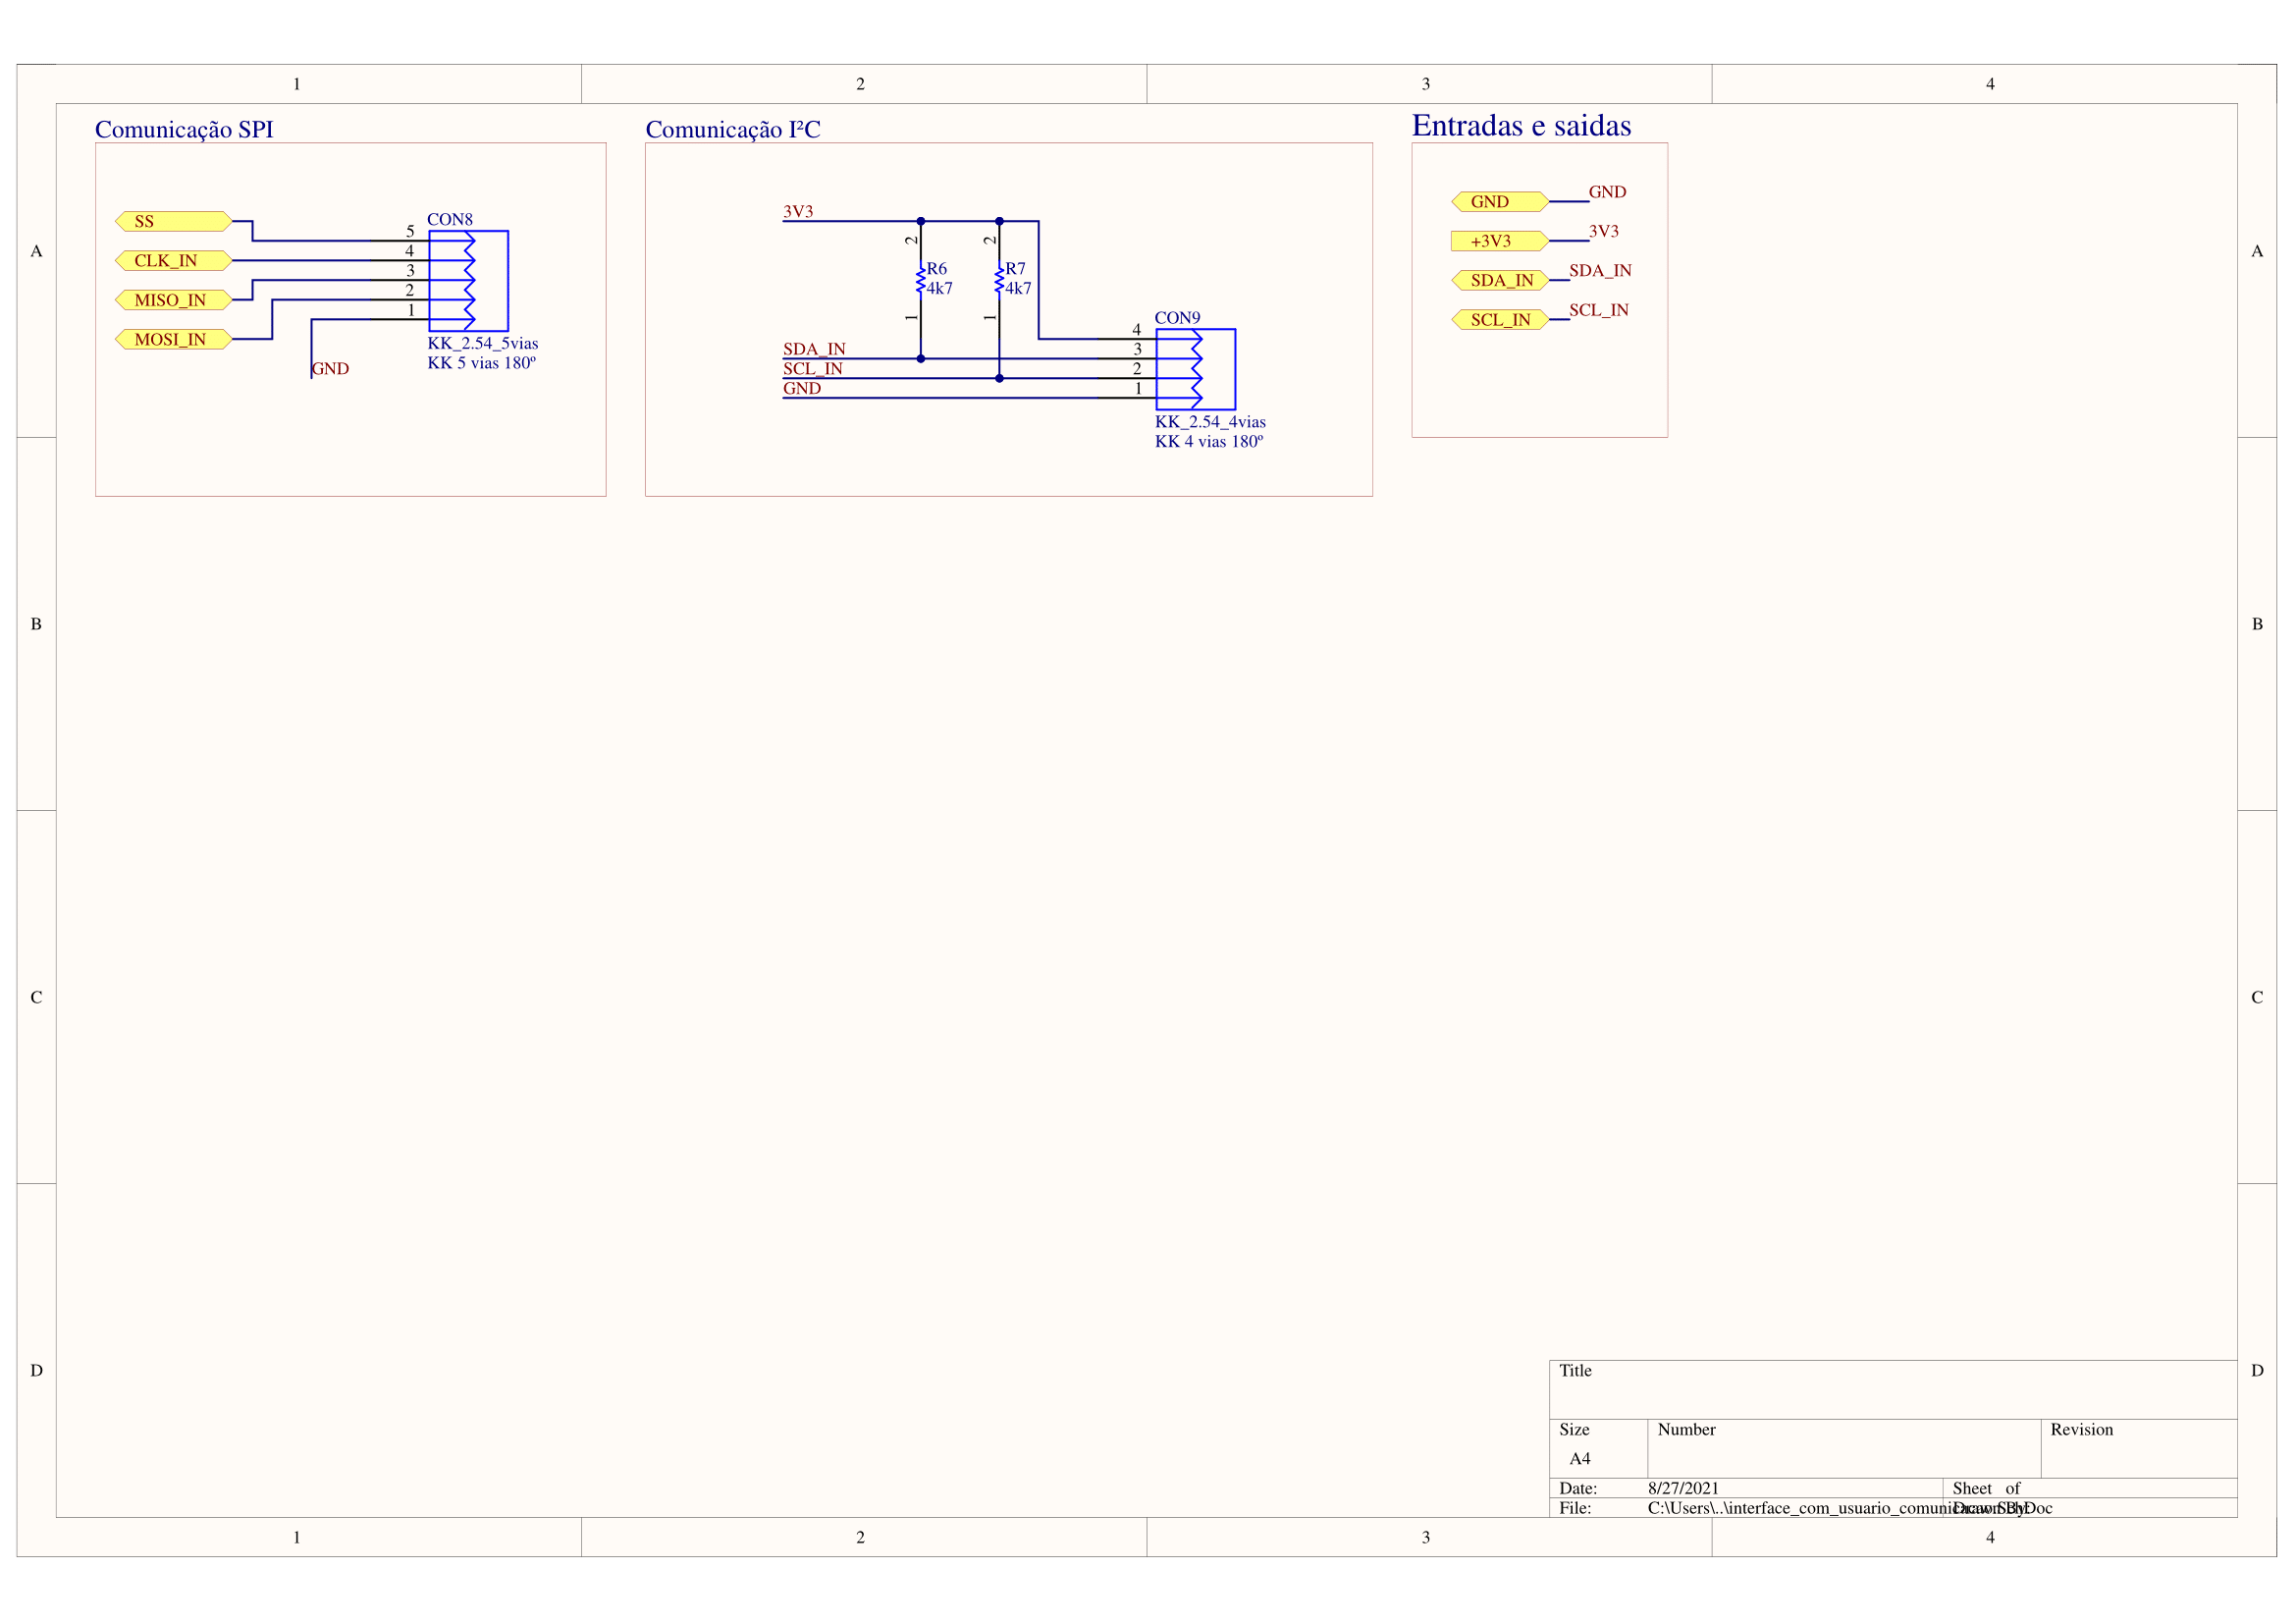 1 2 3 4
A A
B B
C C
D D
Comunicação SPI
SS
CLK_IN
MISO_IN
MOSI_IN
GND
5
4
3
2
1
CON8
KK_2.54_5vias
KK 5 vias 180º
Comunicação I²C
3V3
2
R6
4k7
1
2
R7
4k7
1
SDA_IN
SCL_IN
GND
4
3
2
1
CON9
KK_2.54_4vias
KK 4 vias 180º
Entradas e saidas
GND GND
+3V3 3V3
SDA_IN SDA_IN
SCL_IN SCL_IN
Title
Size Number Revision
A4
Date: 8/27/2021 Sheet of
File: C:\Users\..\interface_com_usuario_comunicacao.SchDoc Drawn By:
1 2 3 4